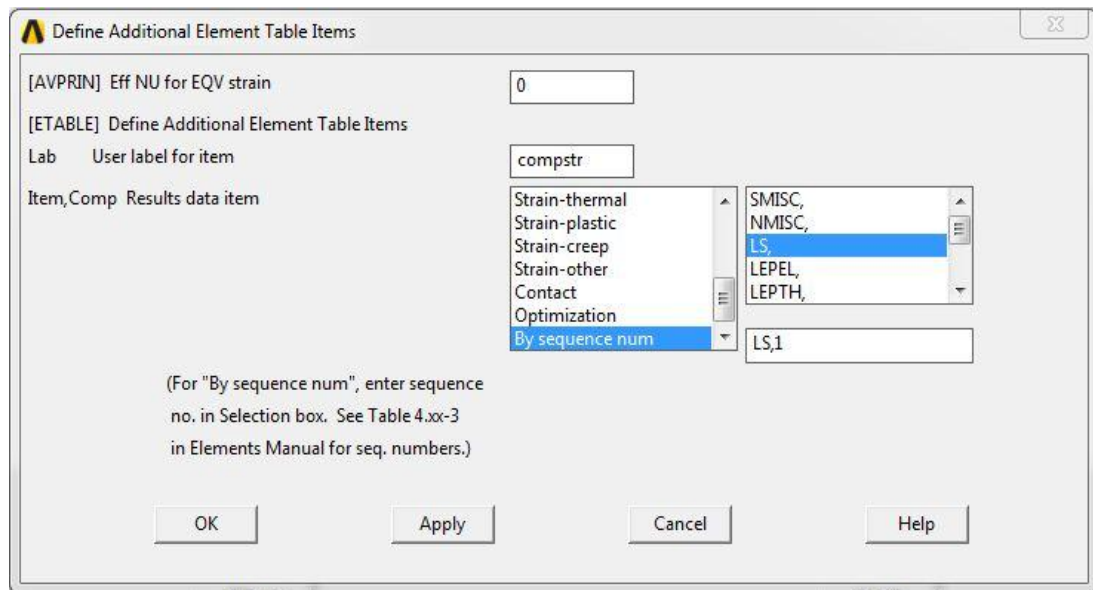 Define Additional Element Table Items
[AVPRIN] Eff NU for EQV strain
0
[ETABLE] Define Additional Element Table Items
Lab User label for item
compstr
Item,Comp Results data item
Strain-thermal
Strain-plastic
Strain-creep
Strain-other
Contact
Optimization
By sequence num
SMISC,
NMISC,
LS,
LEPEL,
LEPTH,
LS,1
(For "By sequence num", enter sequence
no. in Selection box. See Table 4.xx-3
in Elements Manual for seq. numbers.)
OK Apply Cancel Help